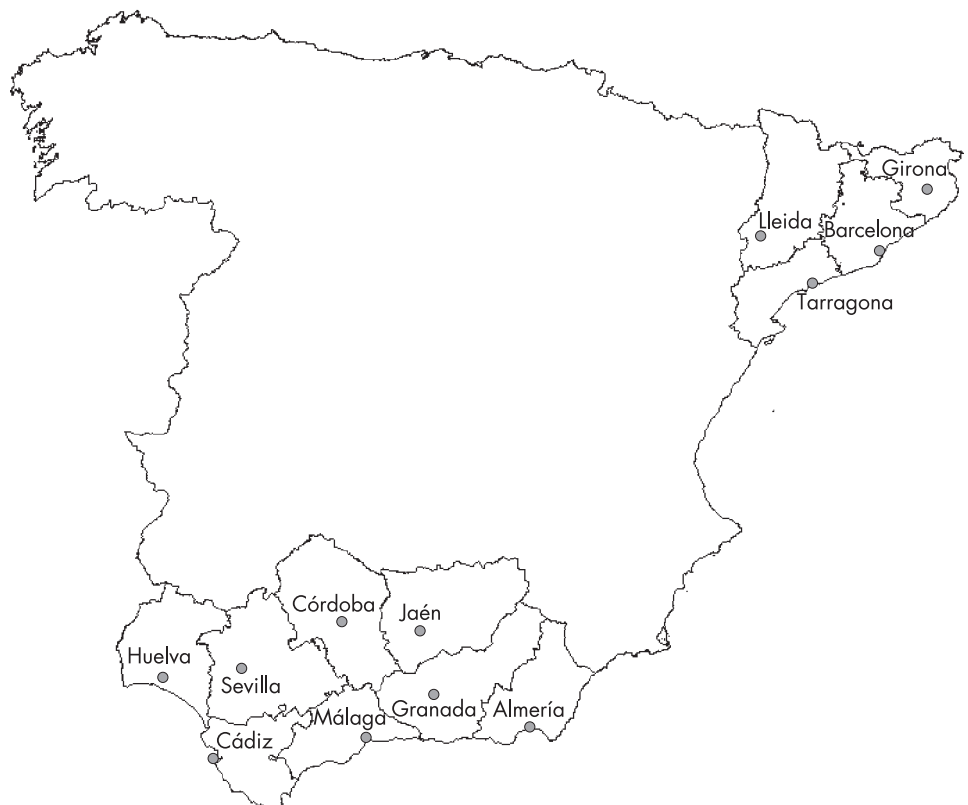 Girona
Lleida
Barcelona
Tarragona
Córdoba
Jaén
Huelva
Sevilla
Granada
Almería
Málaga
Cádiz